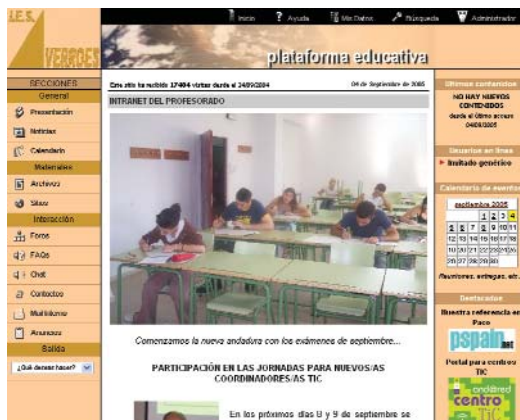 I.E.S.
AVERROES
Inicio
Ayuda
Mis Datos
Búsqueda
Administrador
plataforma educativa
SECCIONES
General
Presentación
Noticias
Calendario
Materiales
Archivos
Sitios
Interacción
Foros
FAQs
Chat
Contactos
Mail Interno
Anuncios
Salida
¿Qué desea hacer?
Este sitio ha recibido 17404 visitas desde el 24/09/2004
04 de Septiembre de 2005
INTRANET DEL PROFESORADO
Comenzamos la nueva andadura con los exámenes de septiembre...
PARTICIPACIÓN EN LAS JORNADAS PARA NUEVOS/AS
COORDINADORES/AS TIC
En los próximos días 8 y 9 de septiembre se
Últimos contenidos
NO HAY NUEVOS
CONTENIDOS
desde el último acceso
04/09/2005
Usuarios en línea
Invitado genérico
Calendario de eventos
septiembre 2005
1 2 3 4
5 6 7 8 9 10 11
12 13 14 15 16 17 18
19 20 21 22 23 24 25
26 27 28 29 30
Reuniones, entregas, etc.
Destacados
Nuestra referencia en
Paco
pspain.net
Portal para centros
TIC
andared
centro
TIC